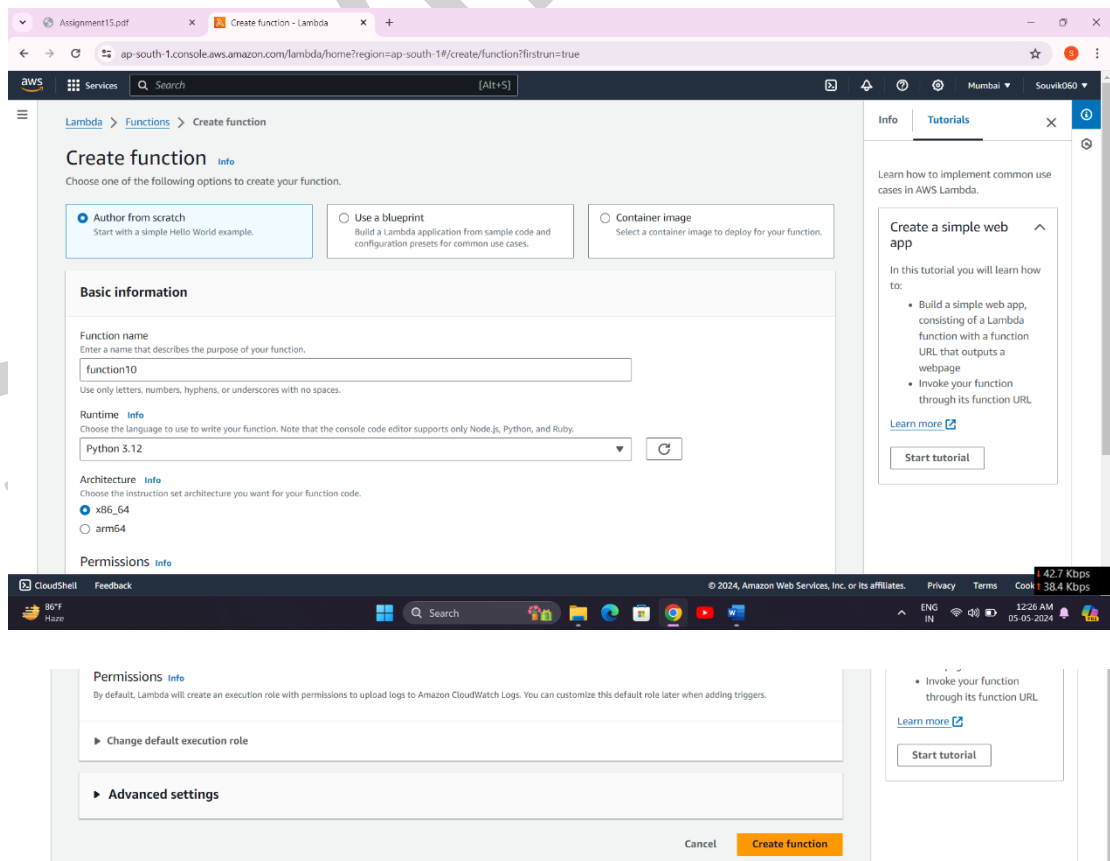 Assignment15.pdf
Create function - Lambda
ap-south-1.console.aws.amazon.com/lambda/home?region=ap-south-1#/create/function?firstrun=true
S
aws
Services
Search
[Alt+S]
Mumbai
Souvik060
Lambda > Functions > Create function
Create function Info
Choose one of the following options to create your function.
Author from scratch
Start with a simple Hello World example.
Use a blueprint
Build a Lambda application from sample code and
configuration presets for common use cases.
Container image
Select a container image to deploy for your function.
Basic information
Function name
Enter a name that describes the purpose of your function.
function10
Use only letters, numbers, hyphens, or underscores with no spaces.
Runtime Info
Choose the language to use to write your function. Note that the console code editor supports only Node.js, Python, and Ruby.
Python 3.12
Architecture Info
Choose the instruction set architecture you want for your function code.
x86_64
arm64
Permissions Info
Info
Tutorials
Learn how to implement common use
cases in AWS Lambda.
Create a simple web
app
In this tutorial you will learn how
to:
• Build a simple web app,
consisting of a Lambda
function with a function
URL that outputs a
webpage
• Invoke your function
through its function URL
Learn more
Start tutorial
CloudShell
Feedback
© 2024, Amazon Web Services, Inc. or its affiliates.
Privacy
Terms
Cook
42.7 Kbps
38.4 Kbps
86°F
Haze
Search
ENG
IN
12:26 AM
05-05-2024
Permissions Info
By default, Lambda will create an execution role with permissions to upload logs to Amazon CloudWatch Logs. You can customize this default role later when adding triggers.
Change default execution role
Advanced settings
Cancel
Create function
• Invoke your function
through its function URL
Learn more
Start tutorial